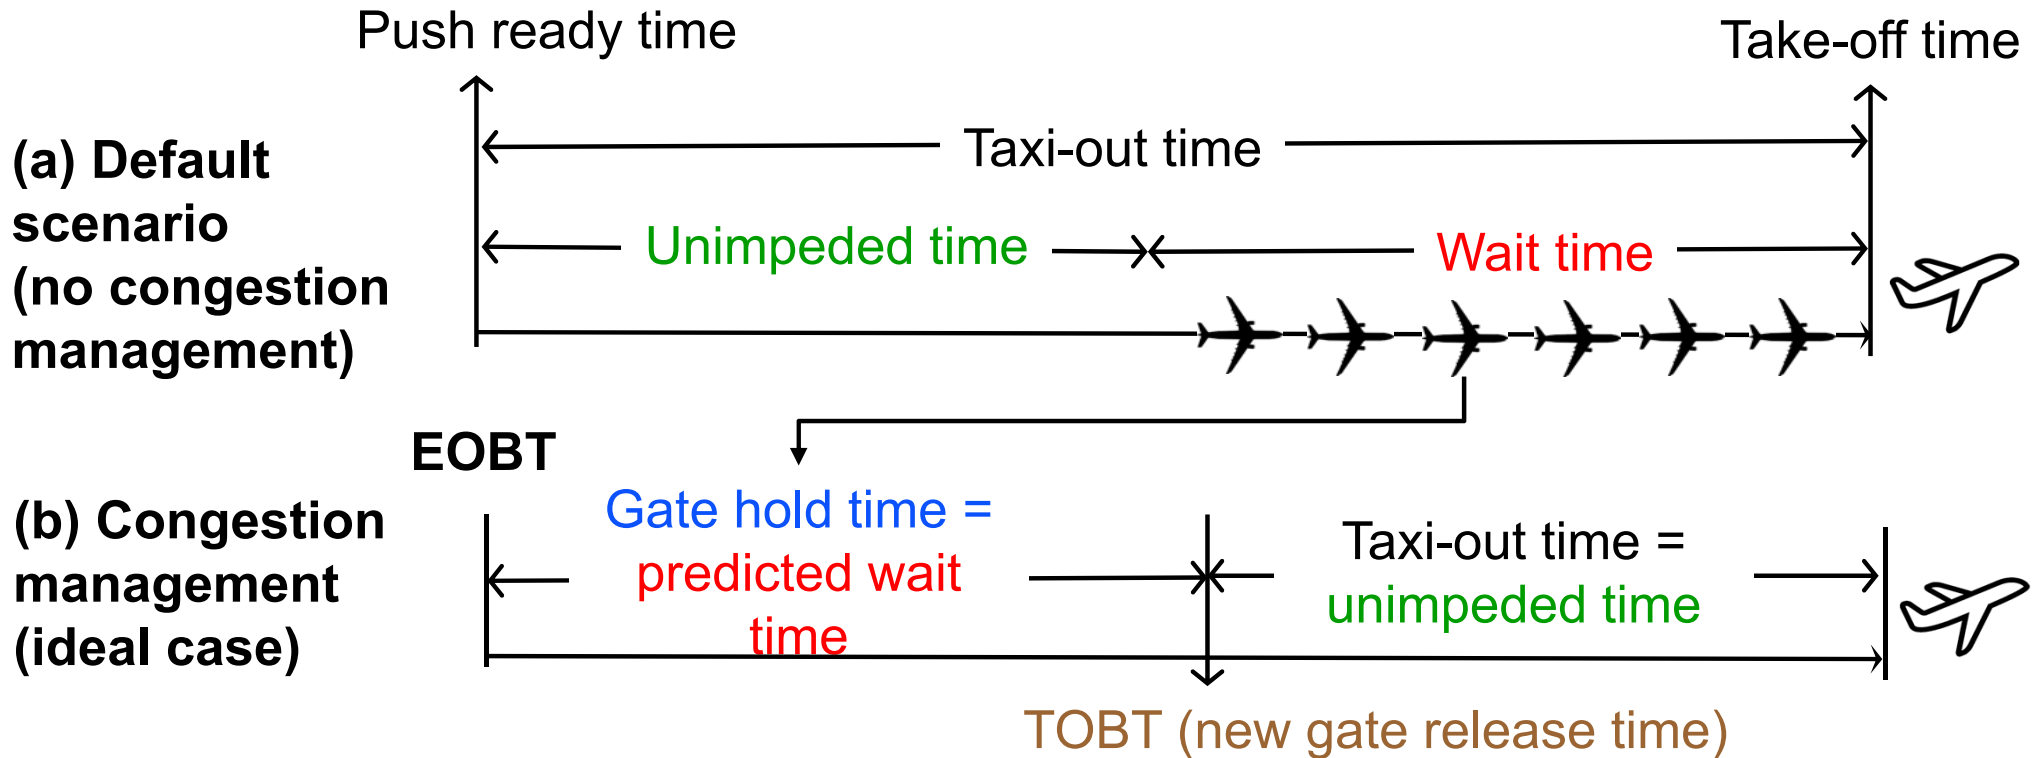 Push ready time
Take-off time
(a) Default
scenario
(no congestion
management)
Taxi-out time
Unimpeded time
Wait time
EOBT
(b) Congestion
management
(ideal case)
Gate hold time =
predicted wait
time
Taxi-out time =
unimpeded time
TOBT (new gate release time)